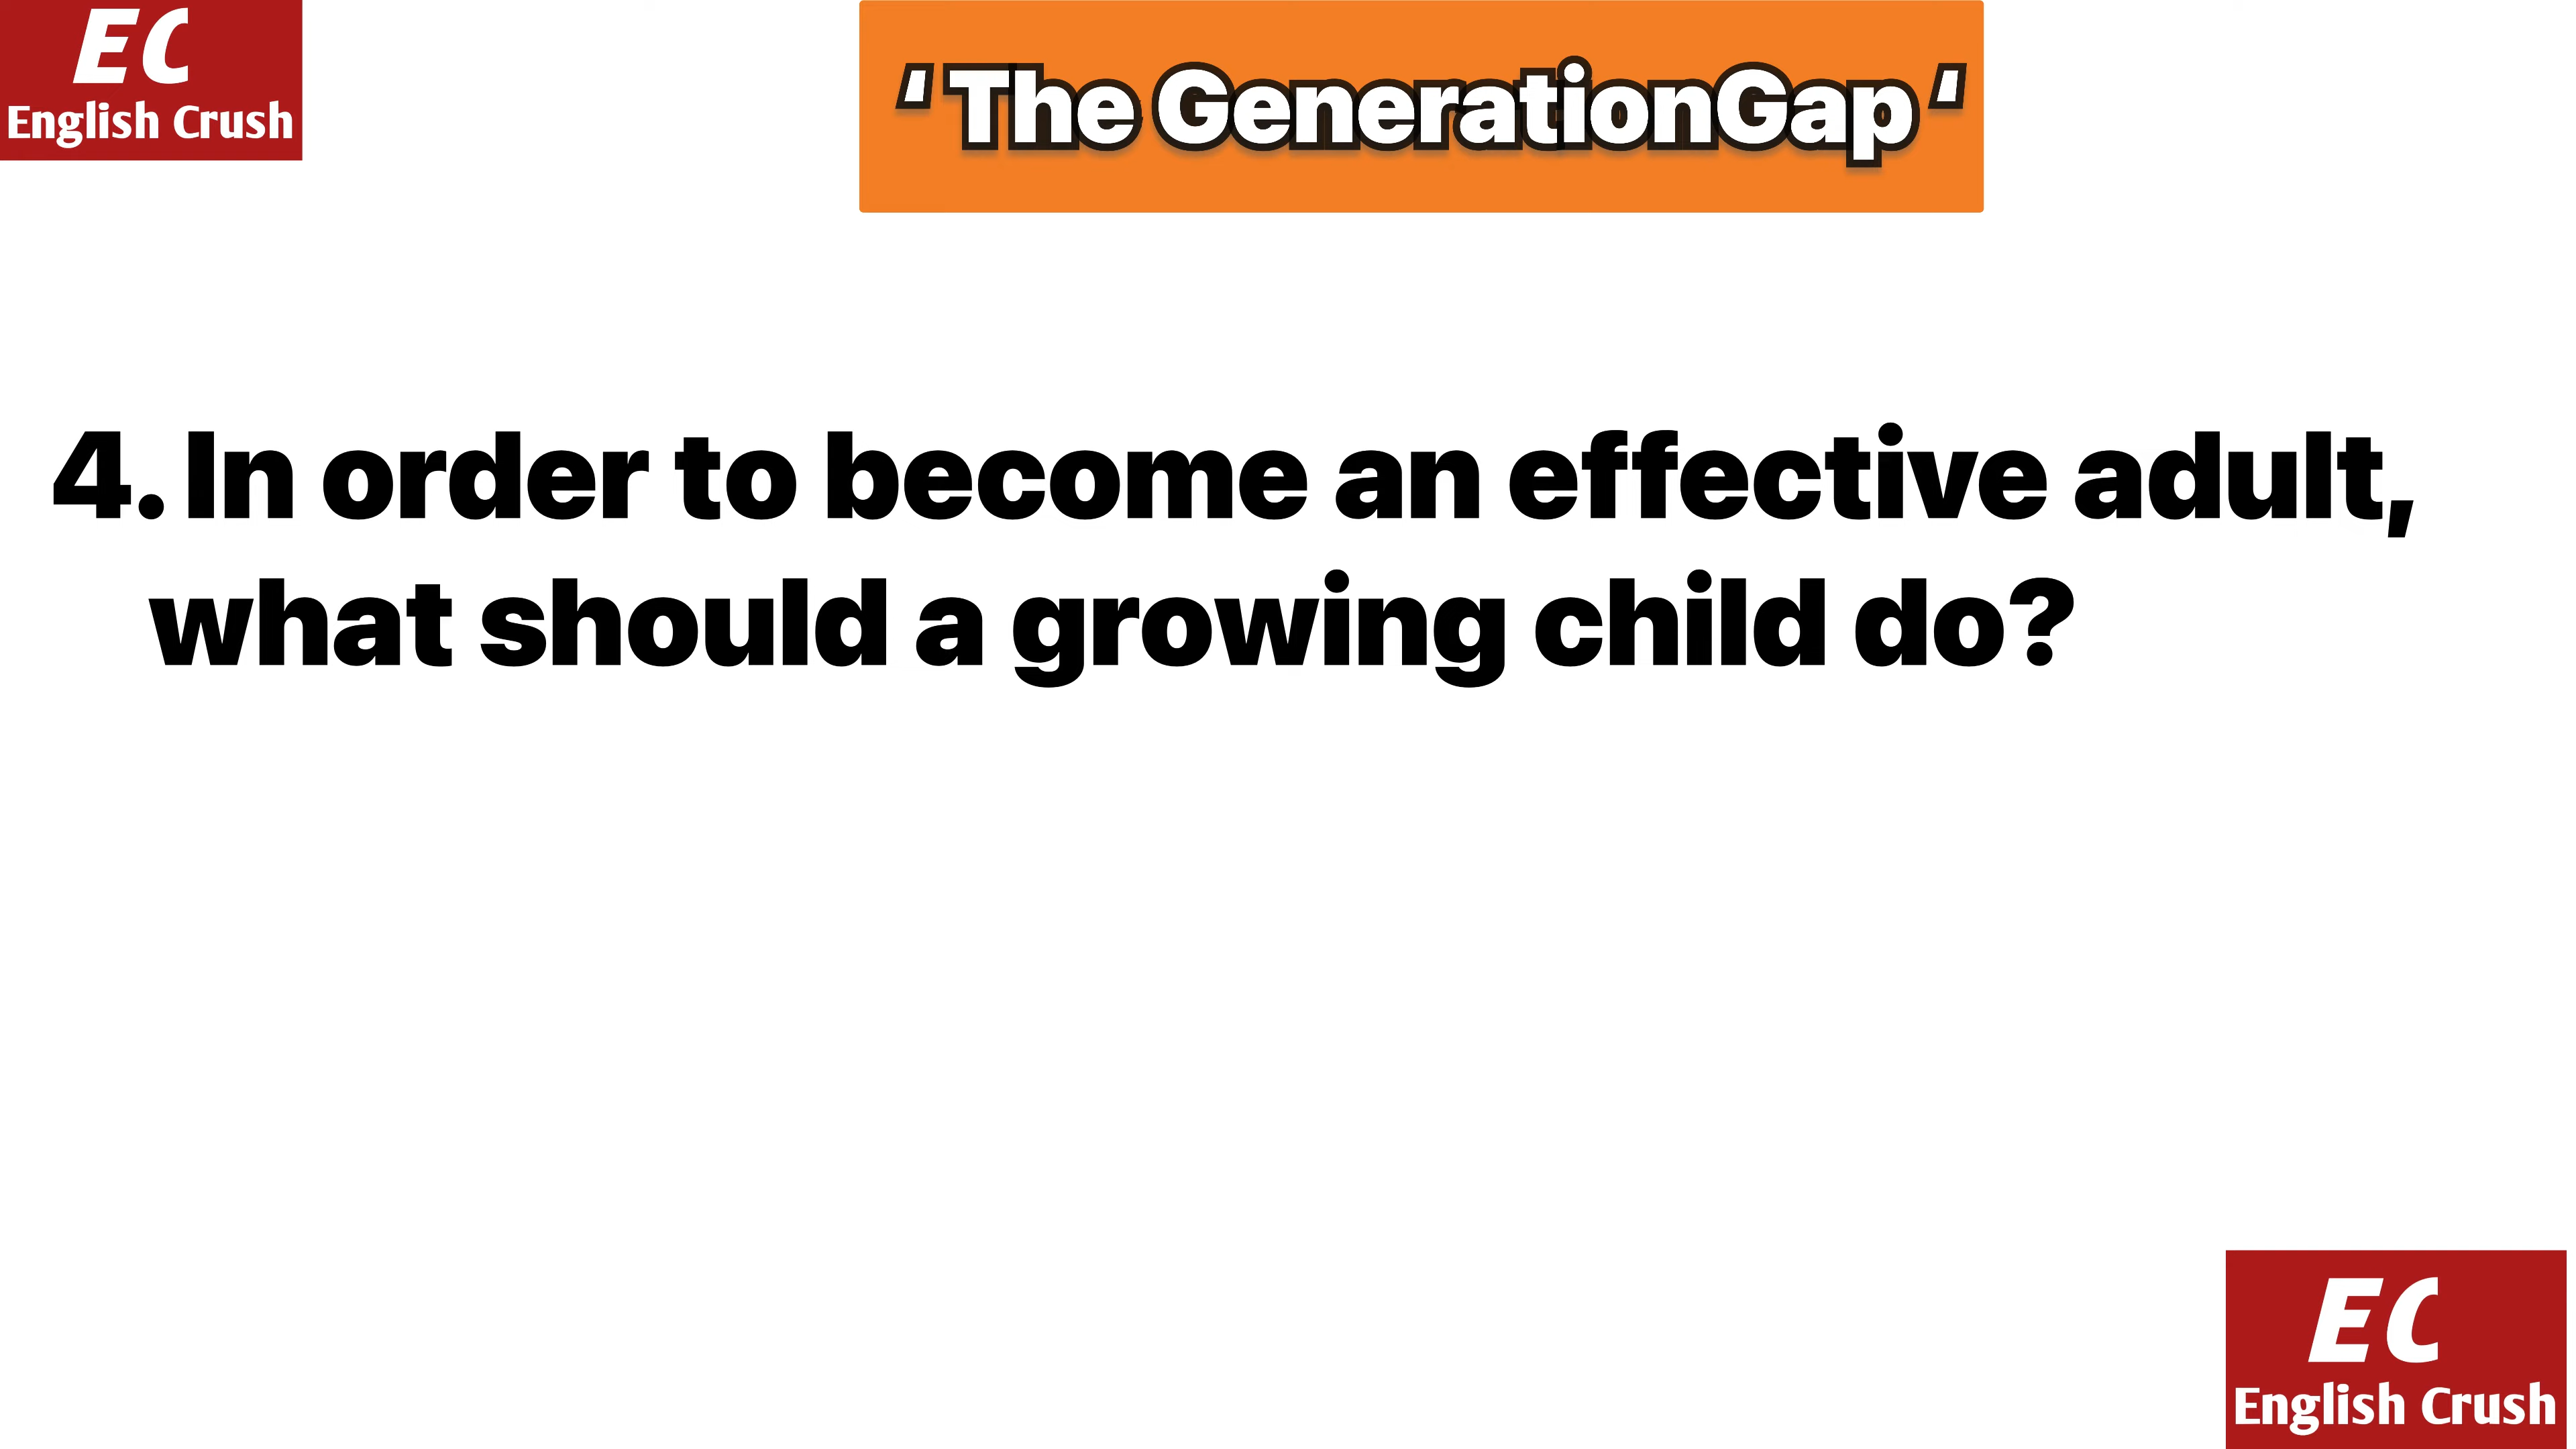 EC
English Crush
‘ The GenerationGap ‘
4. In order to become an effective adult,
what should a growing child do?
EC
English Crush